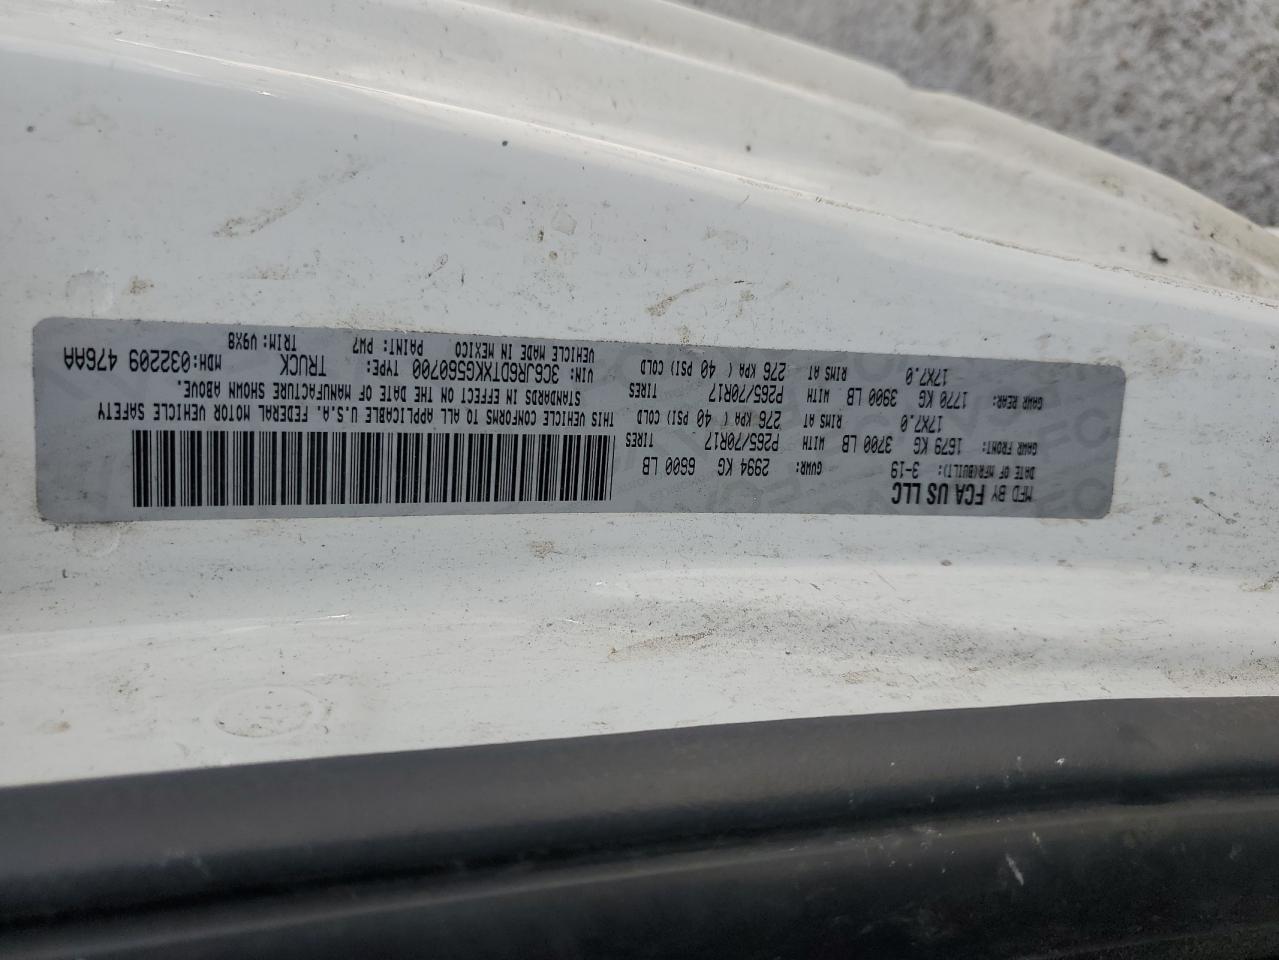 MFD BY FCA US LLC
DATE OF MFR(BUILT): 3-19 GVWR: 2994 KG 6600 LB
GAWR FRONT: 1679 KG 3700 LB WITH P265/70R17 TIRES
17X7.0 RIMS AT 276 KPA ( 40 PSI) COLD
GAWR REAR: 1770 KG 3900 LB WITH P265/70R17 TIRES
17X7.0 RIMS AT 276 KPA ( 40 PSI) COLD
THIS VEHICLE CONFORMS TO ALL APPLICABLE U.S.A. FEDERAL MOTOR VEHICLE SAFETY
STANDARDS IN EFFECT ON THE DATE OF MANUFACTURE SHOWN ABOVE.
VIN: 3C6JR6DTXKG560700 TYPE: TRUCK MDH:032209 476AA
VEHICLE MADE IN MEXICO PAINT: PW7 TRIM: V9X8